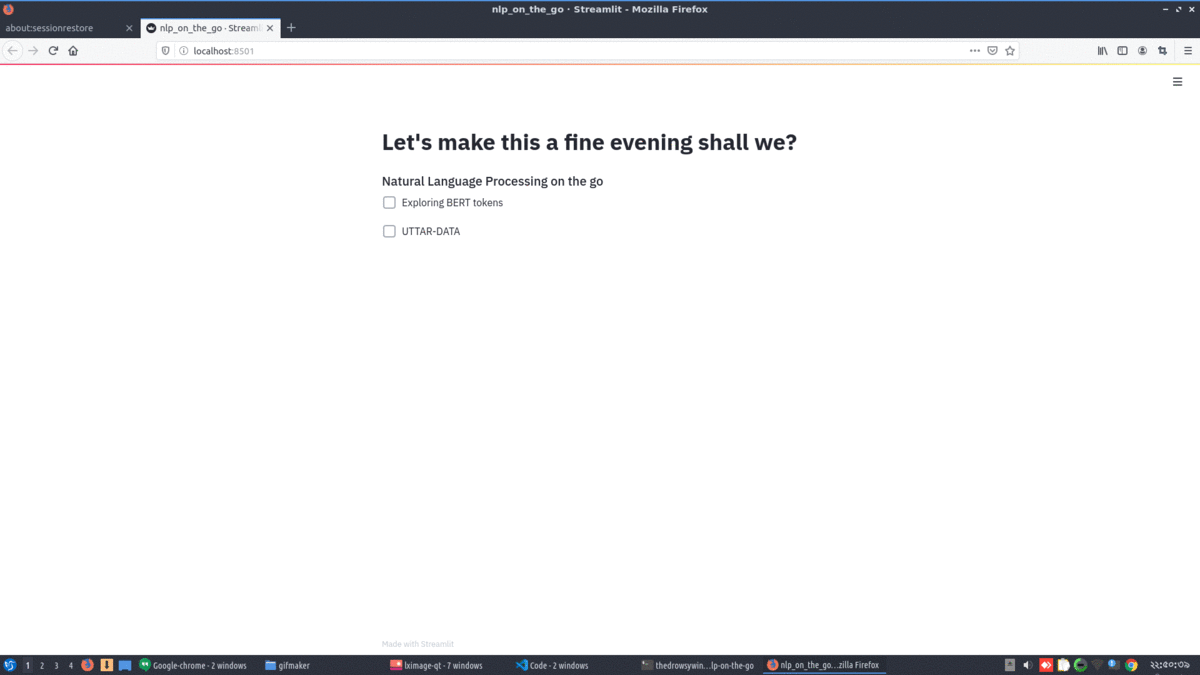 nlp_on_the_go · Streamlit - Mozilla Firefox
about:sessionrestore
nlp_on_the_go · Streamli
localhost:8501
Let's make this a fine evening shall we?
Natural Language Processing on the go
Exploring BERT tokens
UTTAR-DATA
Made with Streamlit
1 2 3 4 Google-chrome - 2 windows gifmaker lximage-qt - 7 windows Code - 2 windows thedrowsywin...lp-on-the-go nlp_on_the_go...zilla Firefox